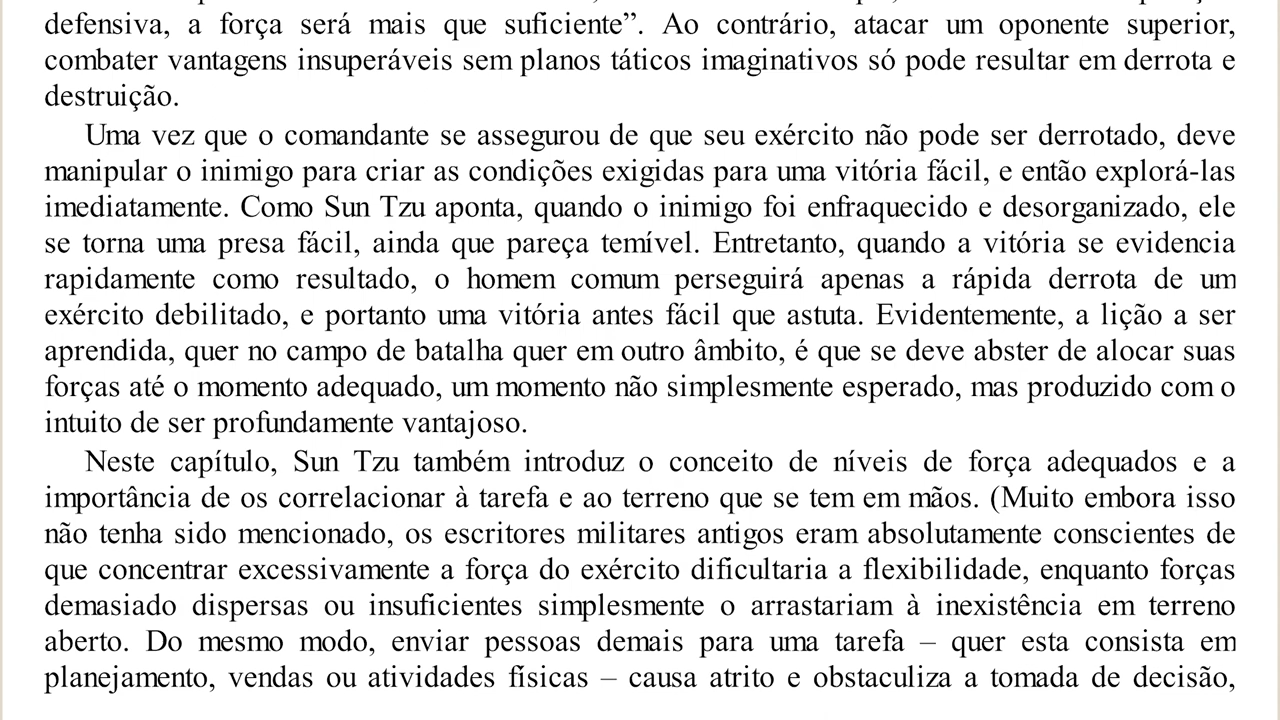 defensiva, a força será mais que suficiente”. Ao contrário, atacar um oponente superior,
combater vantagens insuperáveis sem planos táticos imaginativos só pode resultar em derrota e
destruição.
Uma vez que o comandante se assegurou de que seu exército não pode ser derrotado, deve
manipular o inimigo para criar as condições exigidas para uma vitória fácil, e então explorá-las
imediatamente. Como Sun Tzu aponta, quando o inimigo foi enfraquecido e desorganizado, ele
se torna uma presa fácil, ainda que pareça temível. Entretanto, quando a vitória se evidencia
rapidamente como resultado, o homem comum perseguirá apenas a rápida derrota de um
exército debilitado, e portanto uma vitória antes fácil que astuta. Evidentemente, a lição a ser
aprendida, quer no campo de batalha quer em outro âmbito, é que se deve abster de alocar suas
forças até o momento adequado, um momento não simplesmente esperado, mas produzido com o
intuito de ser profundamente vantajoso.
Neste capítulo, Sun Tzu também introduz o conceito de níveis de força adequados e a
importância de os correlacionar à tarefa e ao terreno que se tem em mãos. (Muito embora isso
não tenha sido mencionado, os escritores militares antigos eram absolutamente conscientes de
que concentrar excessivamente a força do exército dificultaria a flexibilidade, enquanto forças
demasiado dispersas ou insuficientes simplesmente o arrastariam à inexistência em terreno
aberto. Do mesmo modo, enviar pessoas demais para uma tarefa – quer esta consista em
planejamento, vendas ou atividades físicas – causa atrito e obstaculiza a tomada de decisão,